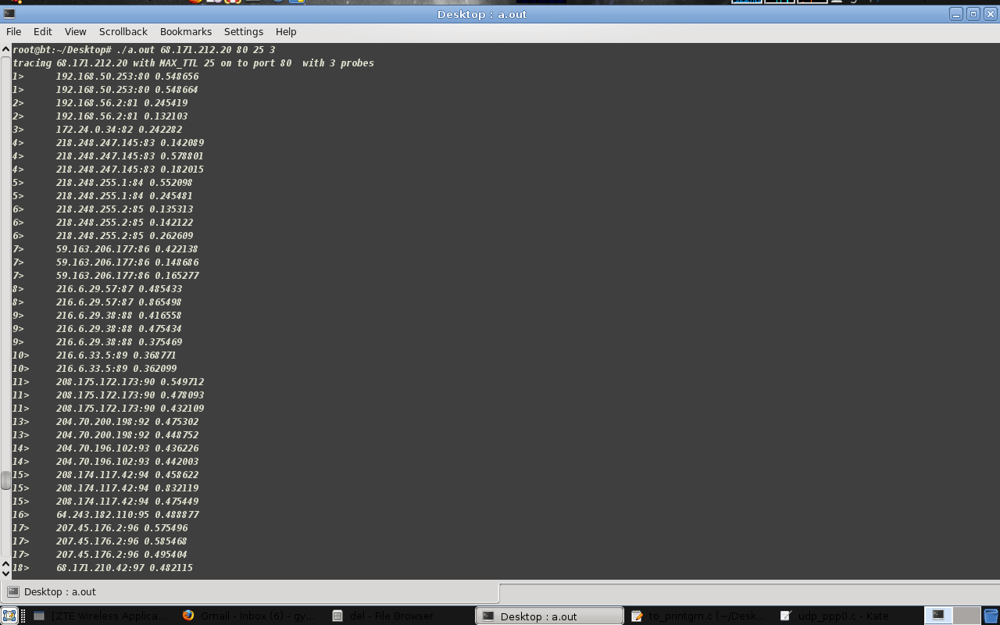 Desktop : a.out
File Edit View Scrollback Bookmarks Settings Help
root@bt:~/Desktop# ./a.out 68.171.212.20 80 25 3
tracing 68.171.212.20 with MAX_TTL 25 on to port 80  with 3 probes
1> 192.168.50.253:80 0.548656
1> 192.168.50.253:80 0.548664
2> 192.168.56.2:81 0.245419
2> 192.168.56.2:81 0.132103
3> 172.24.0.34:82 0.242282
4> 218.248.247.145:83 0.142089
4> 218.248.247.145:83 0.578801
4> 218.248.247.145:83 0.182015
5> 218.248.255.1:84 0.552098
5> 218.248.255.1:84 0.245481
6> 218.248.255.2:85 0.135313
6> 218.248.255.2:85 0.142122
6> 218.248.255.2:85 0.262609
7> 59.163.206.177:86 0.422138
7> 59.163.206.177:86 0.148686
7> 59.163.206.177:86 0.165277
8> 216.6.29.57:87 0.485433
8> 216.6.29.57:87 0.865498
9> 216.6.29.38:88 0.416558
9> 216.6.29.38:88 0.475434
9> 216.6.29.38:88 0.375469
10> 216.6.33.5:89 0.368771
10> 216.6.33.5:89 0.362099
11> 208.175.172.173:90 0.549712
11> 208.175.172.173:90 0.478093
11> 208.175.172.173:90 0.432109
13> 204.70.200.198:92 0.475302
13> 204.70.200.198:92 0.448752
14> 204.70.196.102:93 0.436226
14> 204.70.196.102:93 0.442003
15> 208.174.117.42:94 0.458622
15> 208.174.117.42:94 0.832119
15> 208.174.117.42:94 0.475449
16> 64.243.182.110:95 0.488877
17> 207.45.176.2:96 0.575496
17> 207.45.176.2:96 0.585468
17> 207.45.176.2:96 0.495404
18> 68.171.210.42:97 0.482115
Desktop : a.out
[ZTE Wireless Applica... Gmail - Inbox (6) - gy... del - File Browser Desktop : a.out to_printgm.c (~/Desk... udp_ppp0.c - Kate